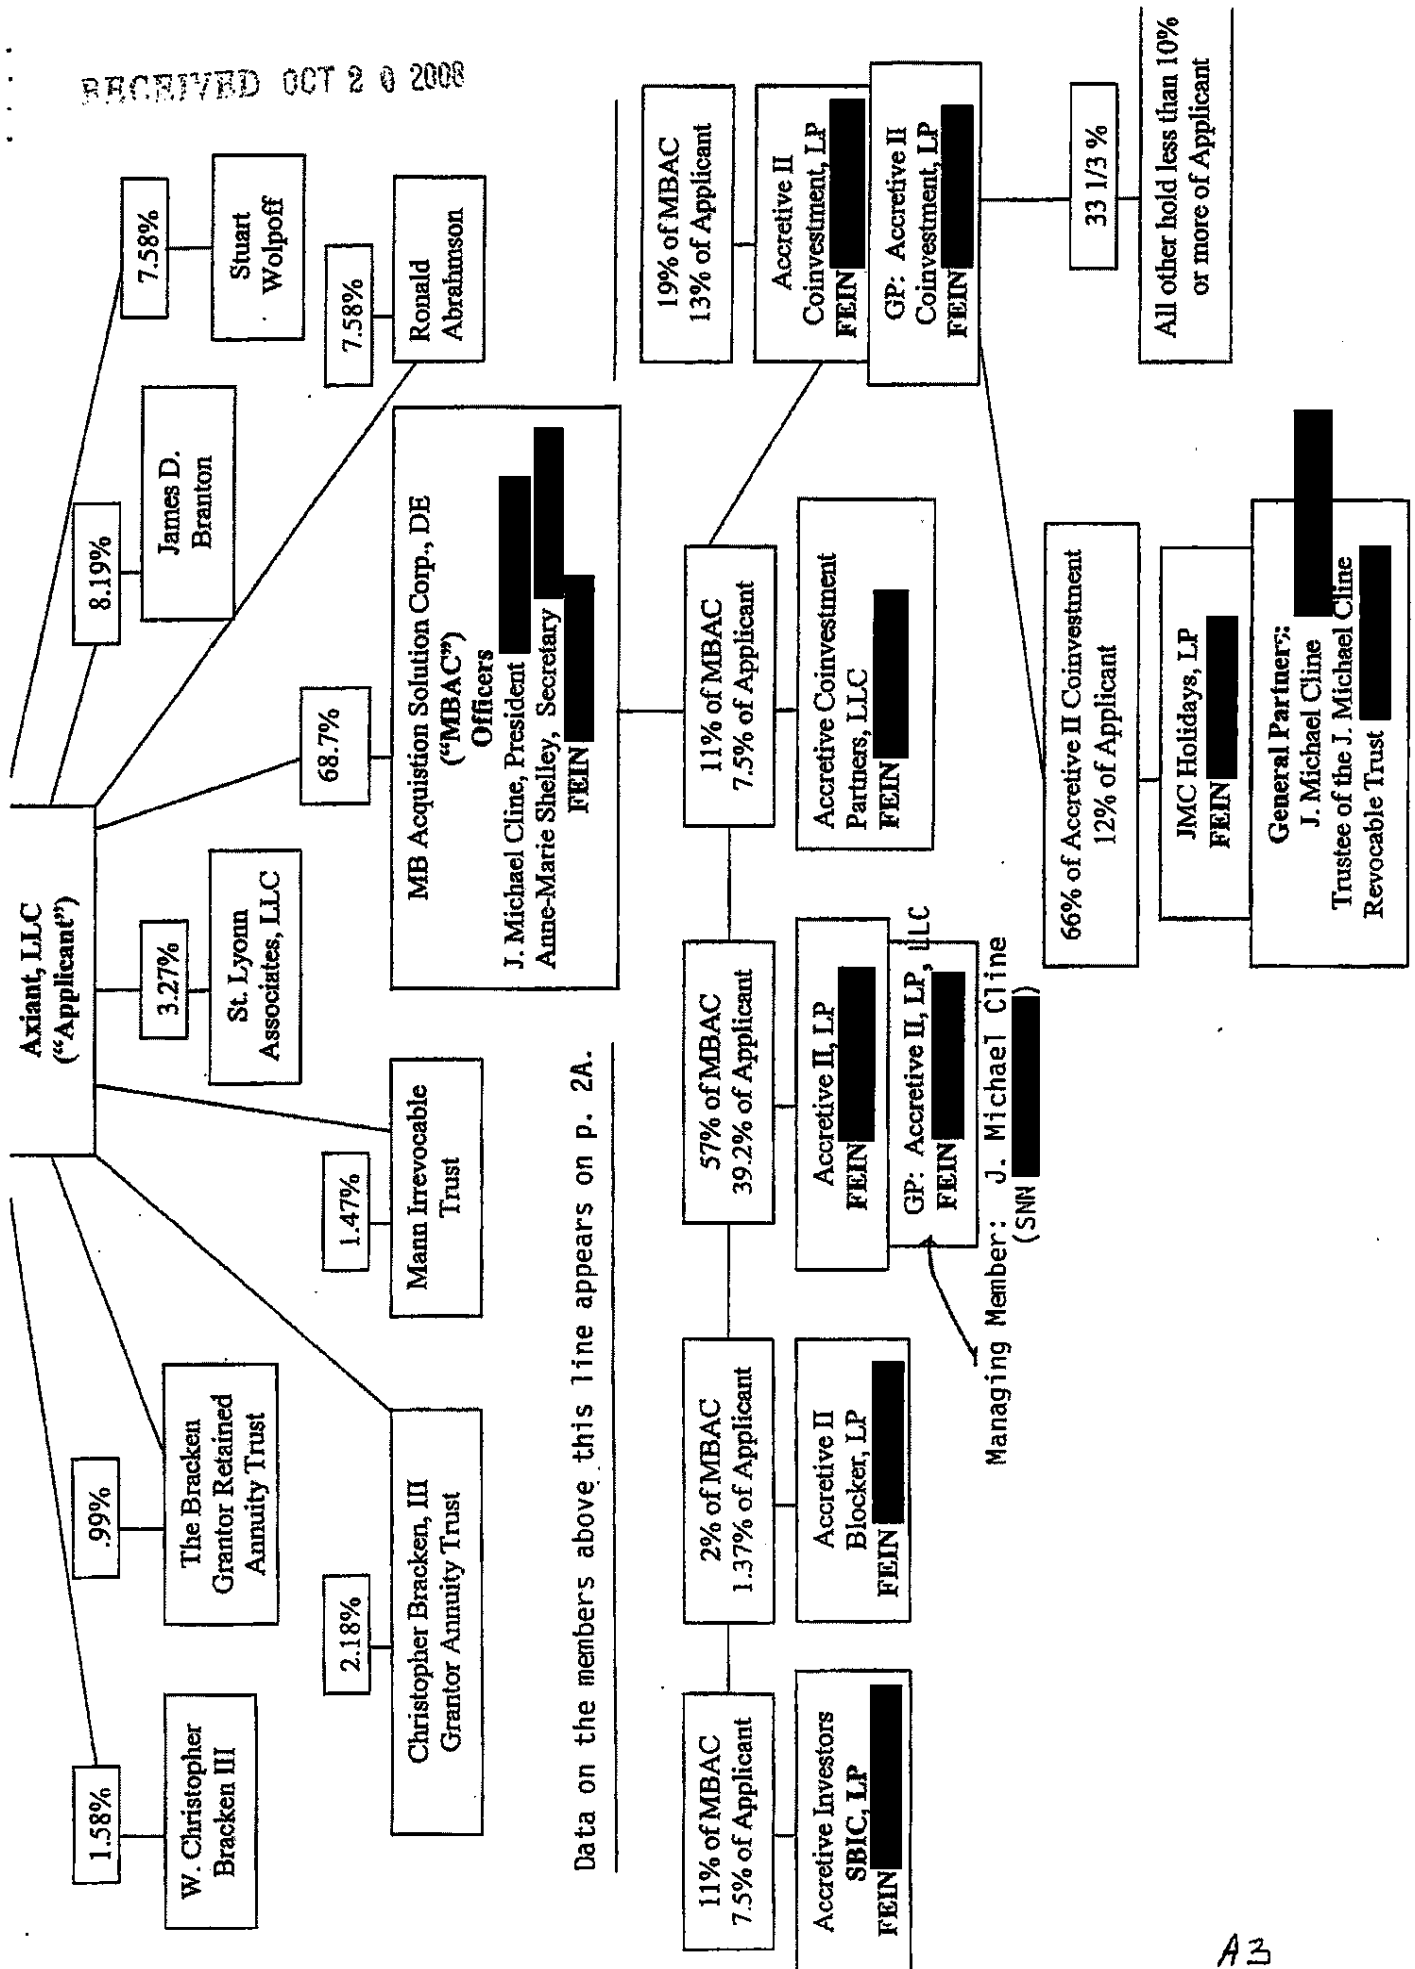 RECEIVED OCT 2 0 2008
Axiant, LLC
("Applicant")
1.58%
W. Christopher
Bracken III
.99%
The Bracken
Grantor Retained
Annuity Trust
3.27%
St. Lyonn
Associates, LLC
8.19%
James D.
Branton
7.58%
Stuart
Wolpoff
2.18%
Christopher Bracken, III
Grantor Annuity Trust
1.47%
Mann Irrevocable
Trust
68.7%
MB Acquistion Solution Corp., DE
("MBAC")
Officers
J. Michael Cline, President
Anne-Marie Shelley, Secretary
FEIN
7.58%
Ronald
Abrahmson
Data on the members above this line appears on p. 2A.
11% of MBAC
7.5% of Applicant
Accretive Investors
SBIC, LP
FEIN
2% of MBAC
1.37% of Applicant
Accretive II
Blocker, LP
FEIN
57% of MBAC
39.2% of Applicant
Accretive II, LP
FEIN
GP: Accretive II, LP, LLC
FEIN
Managing Member: J. Michael Cline
(SNN )
11% of MBAC
7.5% of Applicant
Accretive Coinvestment
Partners, LLC
FEIN
19% of MBAC
13% of Applicant
Accretive II
Coinvestment, LP
FEIN
GP: Accretive II
Coinvestment, LP
FEIN
66% of Accretive II Coinvestment
12% of Applicant
JMC Holidays, LP
FEIN
General Partners:
J. Michael Cline
Trustee of the J. Michael Cline
Revocable Trust
33 1/3 %
All other hold less than 10%
or more of Applicant
A3